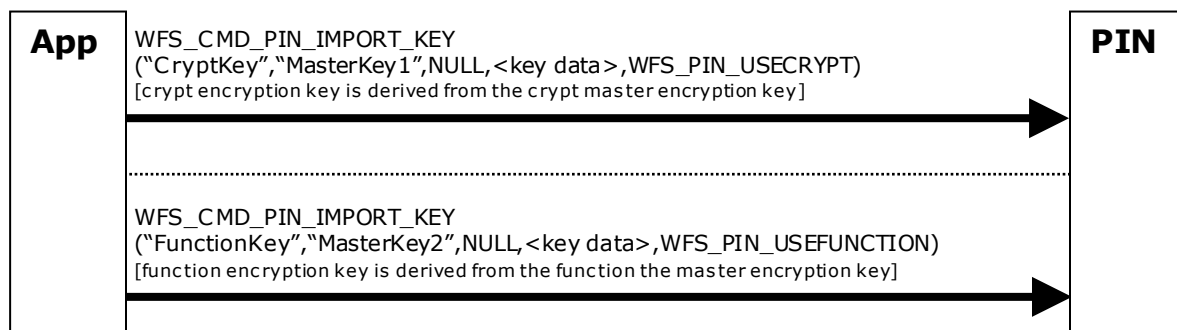 App
PIN
WFS_CMD_PIN_IMPORT_KEY
(“CryptKey”,“MasterKey1”,NULL,<key data>,WFS_PIN_USECRYPT)
[crypt encryption key is derived from the crypt master encryption key]
WFS_CMD_PIN_IMPORT_KEY
(“FunctionKey”,“MasterKey2”,NULL,<key data>,WFS_PIN_USEFUNCTION)
[function encryption key is derived from the function the master encryption key]